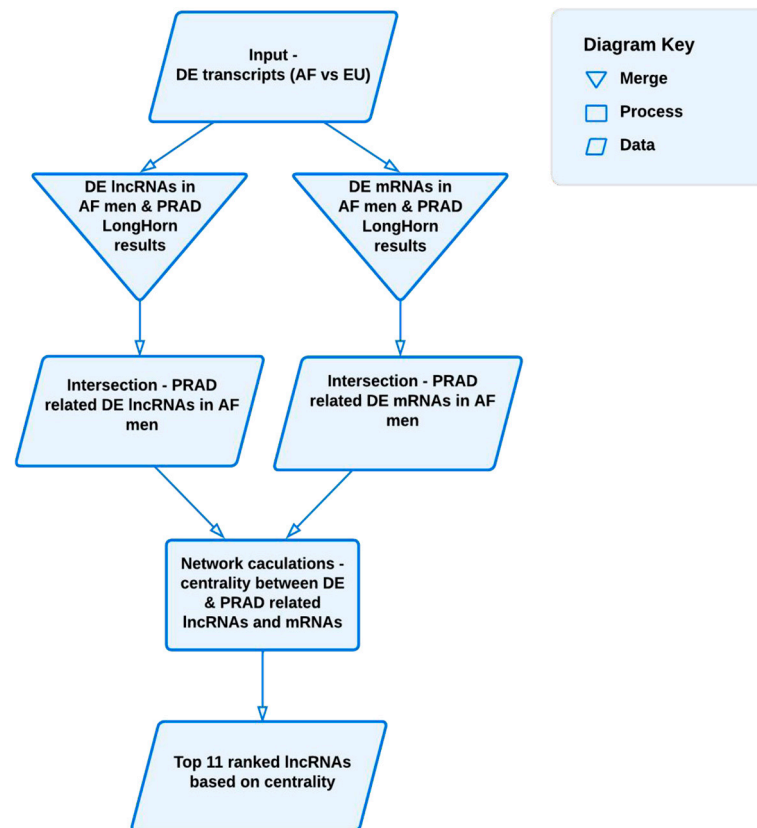 Input -
DE transcripts (AF vs EU)
Diagram Key
Merge
Process
Data
DE lncRNAs in
AF men & PRAD
LongHorn
results
DE mRNAs in
AF men & PRAD
LongHorn
results
Intersection - PRAD
related DE lncRNAs in AF
men
Intersection - PRAD
related DE mRNAs in AF
men
Network caculations -
centrality between DE
& PRAD related
lncRNAs and mRNAs
Top 11 ranked lncRNAs
based on centrality